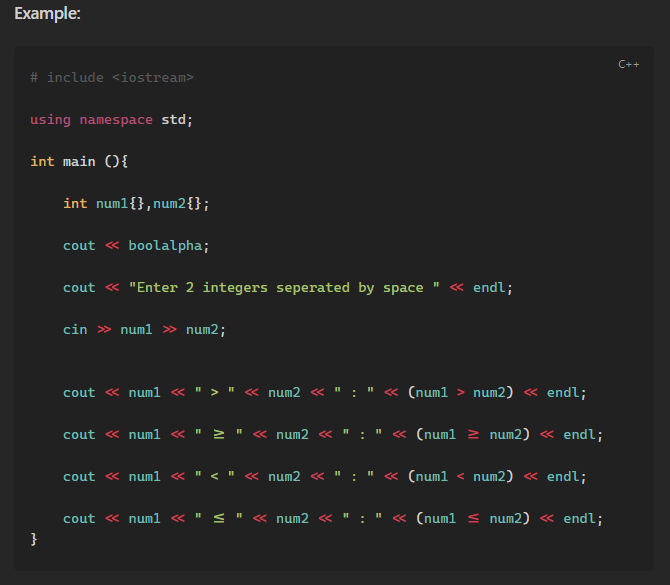 Example:
C++
# include <iostream>
using namespace std;
int main (){
int num1{},num2{};
cout << boolalpha;
cout << "Enter 2 integers seperated by space " << endl;
cin >> num1 >> num2;
cout << num1 << " > " << num2 << " : " << (num1 > num2) << endl;
cout << num1 << " >= " << num2 << " : " << (num1 >= num2) << endl;
cout << num1 << " < " << num2 << " : " << (num1 < num2) << endl;
cout << num1 << " <= " << num2 << " : " << (num1 <= num2) << endl;
}